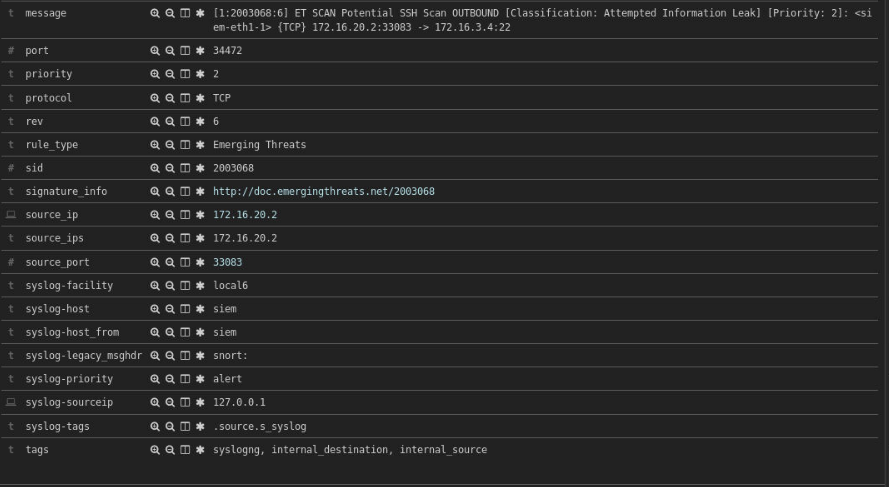 t message [1:2003068:6] ET SCAN Potential SSH Scan OUTBOUND [Classification: Attempted Information Leak] [Priority: 2]: <si
em-eth1-1> {TCP} 172.16.20.2:33083 -> 172.16.3.4:22
# port 34472
t priority 2
t protocol TCP
t rev 6
t rule_type Emerging Threats
# sid 2003068
t signature_info http://doc.emergingthreats.net/2003068
source_ip 172.16.20.2
t source_ips 172.16.20.2
# source_port 33083
t syslog-facility local6
t syslog-host siem
t syslog-host_from siem
t syslog-legacy_msghdr snort:
t syslog-priority alert
syslog-sourceip 127.0.0.1
t syslog-tags .source.s_syslog
t tags syslogng, internal_destination, internal_source